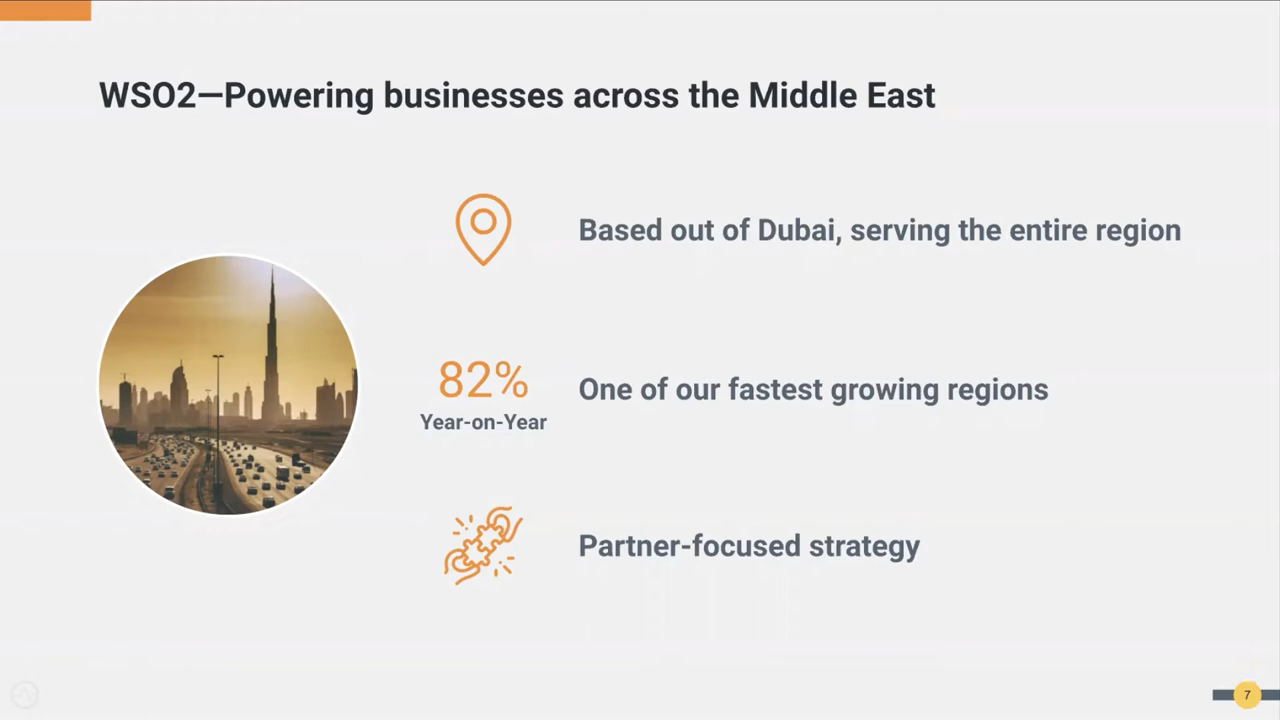 WSO2—Powering businesses across the Middle East
Based out of Dubai, serving the entire region
82%
Year-on-Year
One of our fastest growing regions
Partner-focused strategy
7